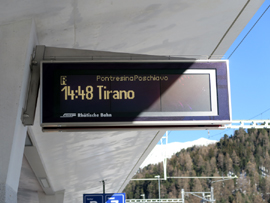 R Pontresina Poschiavo
14:48 Tirano
Rhätische Bahn